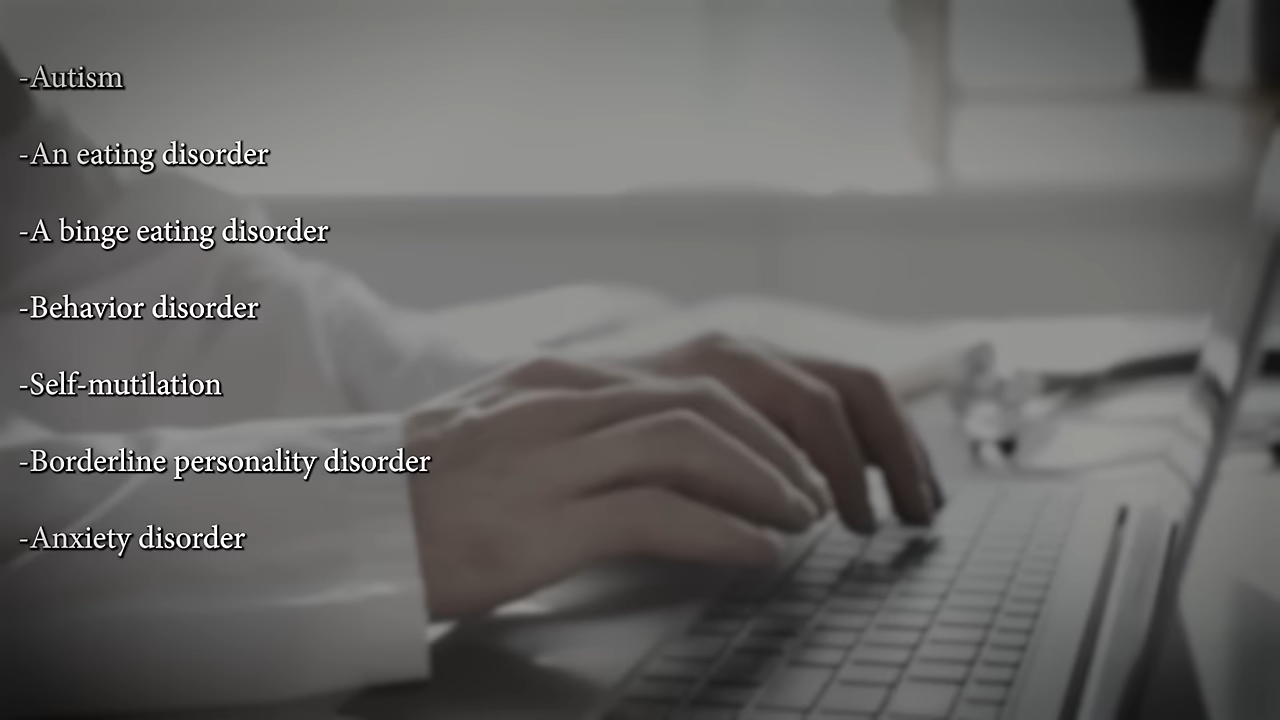 -Autism
-An eating disorder
-A binge eating disorder
-Behavior disorder
-Self-mutilation
-Borderline personality disorder
-Anxiety disorder